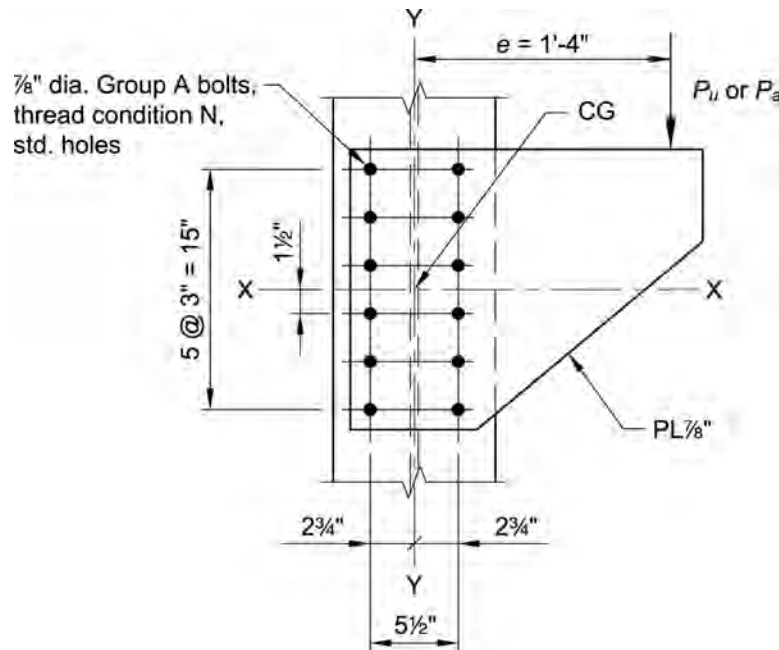 Y
e = 1'-4"
⅞" dia. Group A bolts,
thread condition N,
std. holes
Pu or Pa
CG
5 @ 3" = 15"
1½"
X
X
PL⅞"
2¾"
2¾"
Y
5½"